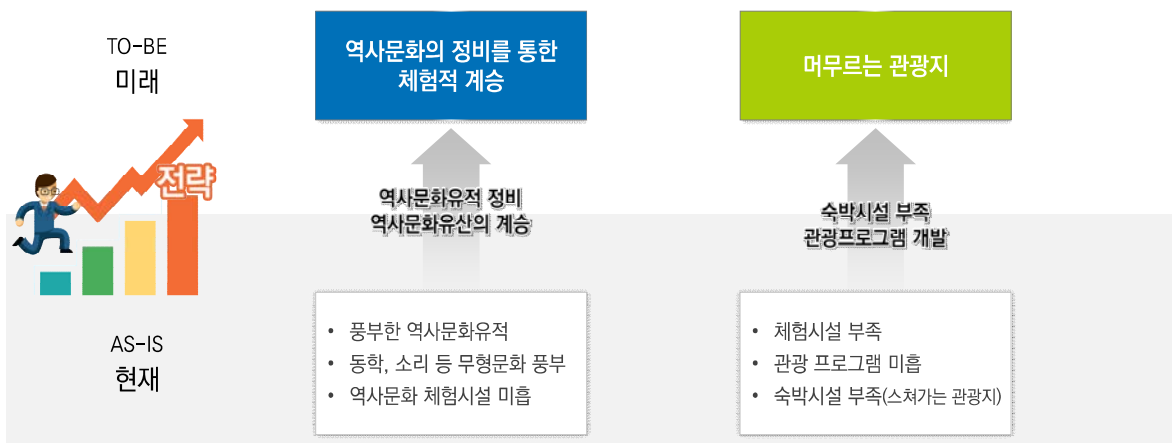 TO-BE
미래
역사문화의 정비를 통한
체험적 계승
머무르는 관광지
전략
역사문화유적 정비
역사문화유산의 계승
숙박시설 부족
관광프로그램 개발
AS-IS
현재
• 풍부한 역사문화유적
• 동학, 소리 등 무형문화 풍부
• 역사문화 체험시설 미흡
• 체험시설 부족
• 관광 프로그램 미흡
• 숙박시설 부족(스쳐가는 관광지)